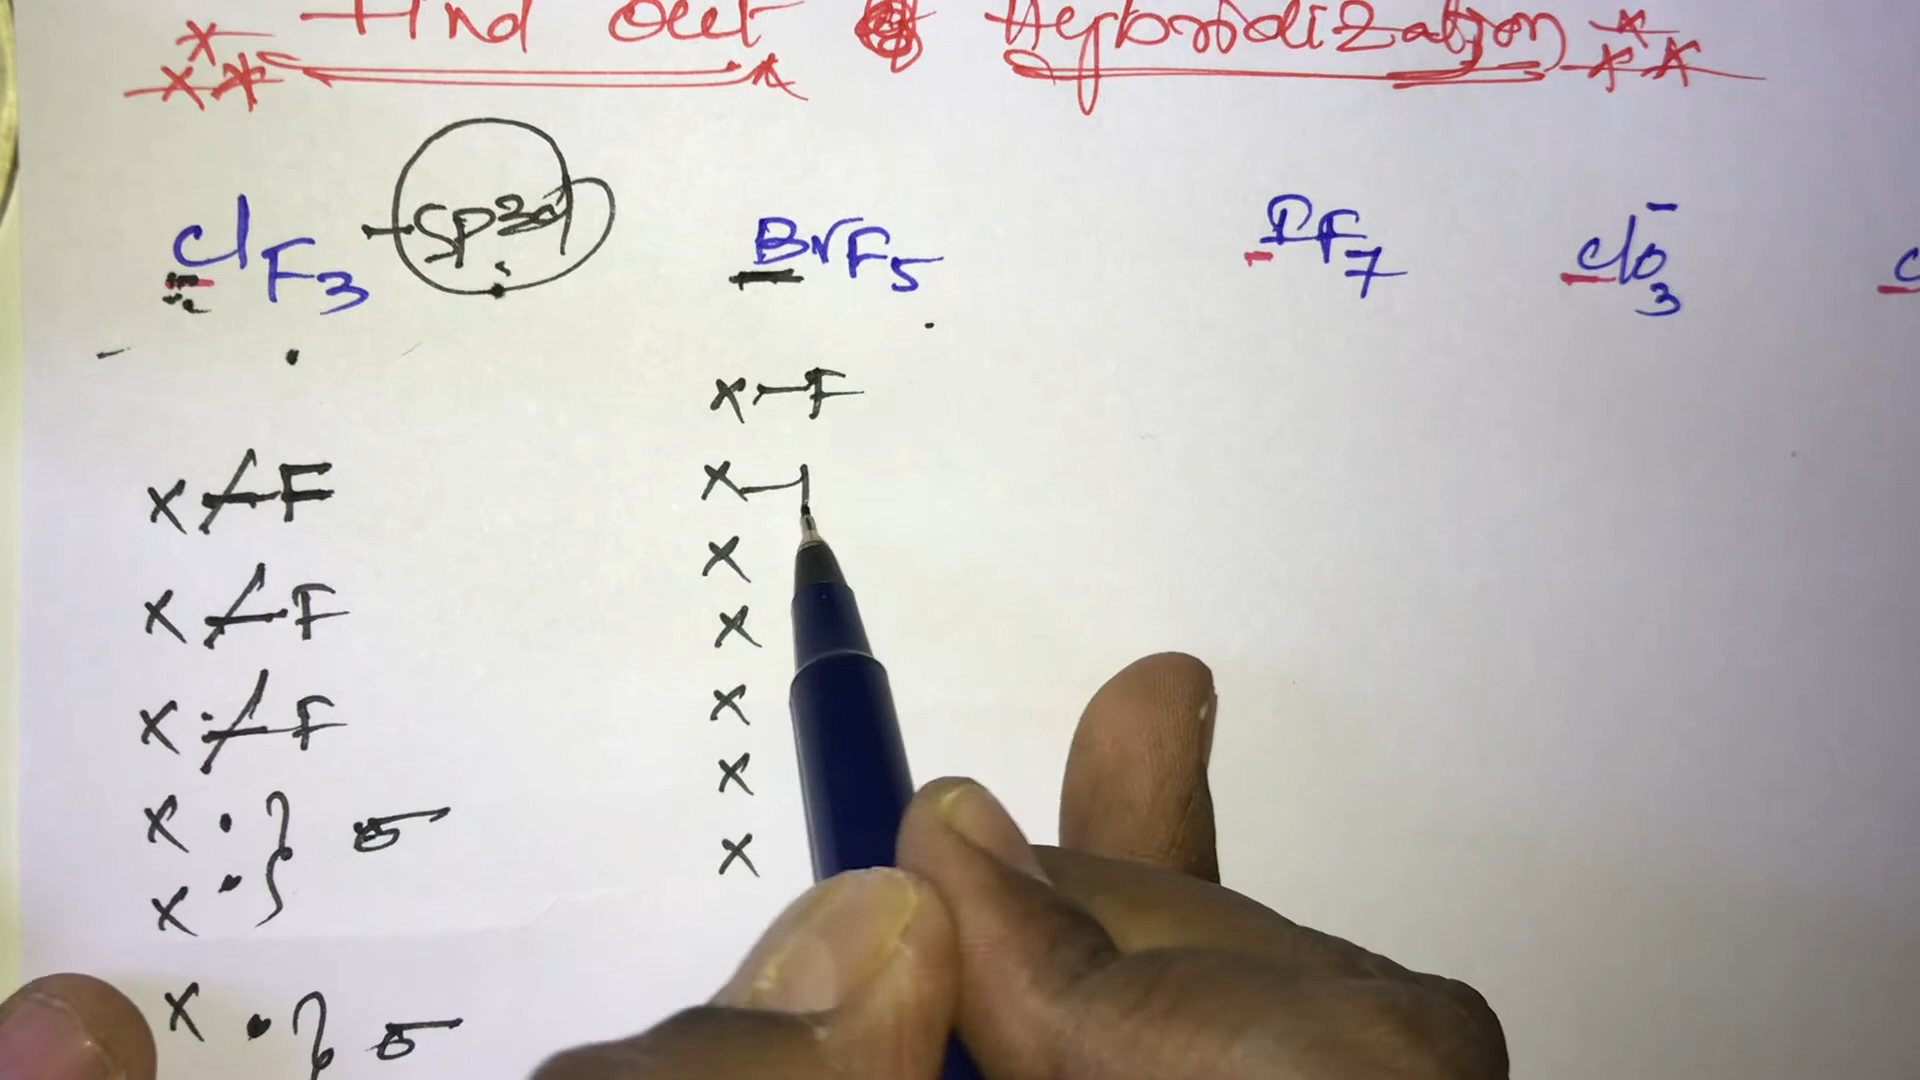 Find Out Hybridization
ClF3 - SP3d BrF5 IF7 ClO3-
x - F
x - F x -
x - F x
x - F x
x . } σ x
x . x
x . } σ x